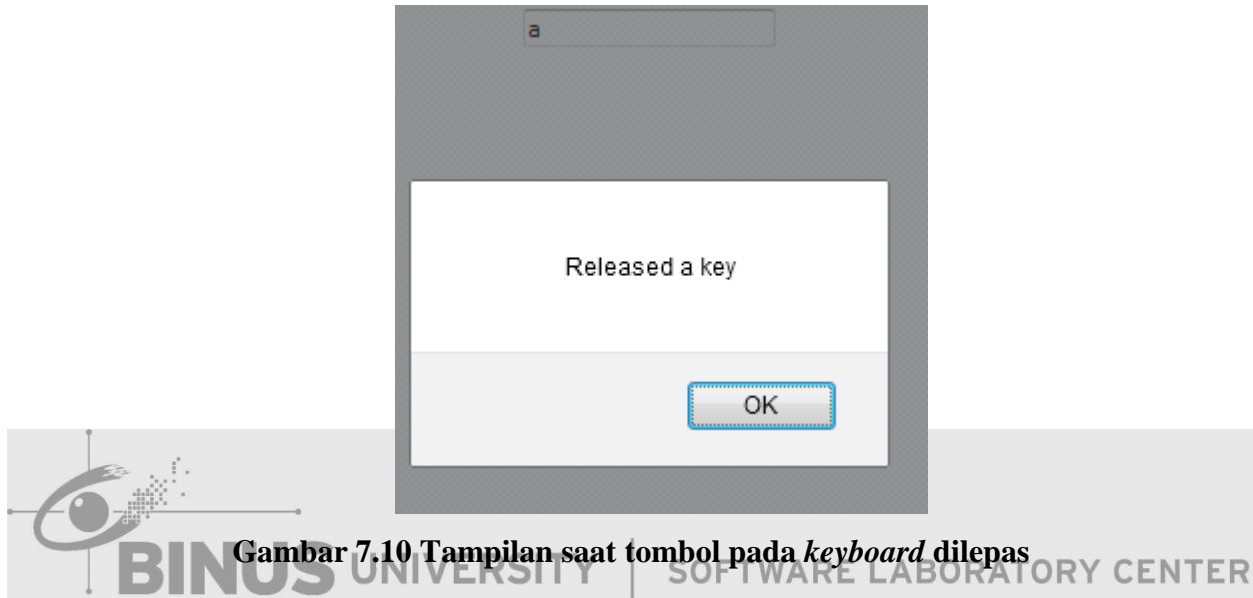 a
Released a key
OK
Gambar 7.10 Tampilan saat tombol pada keyboard dilepas
BINUS UNIVERSITY | SOFTWARE LABORATORY CENTER